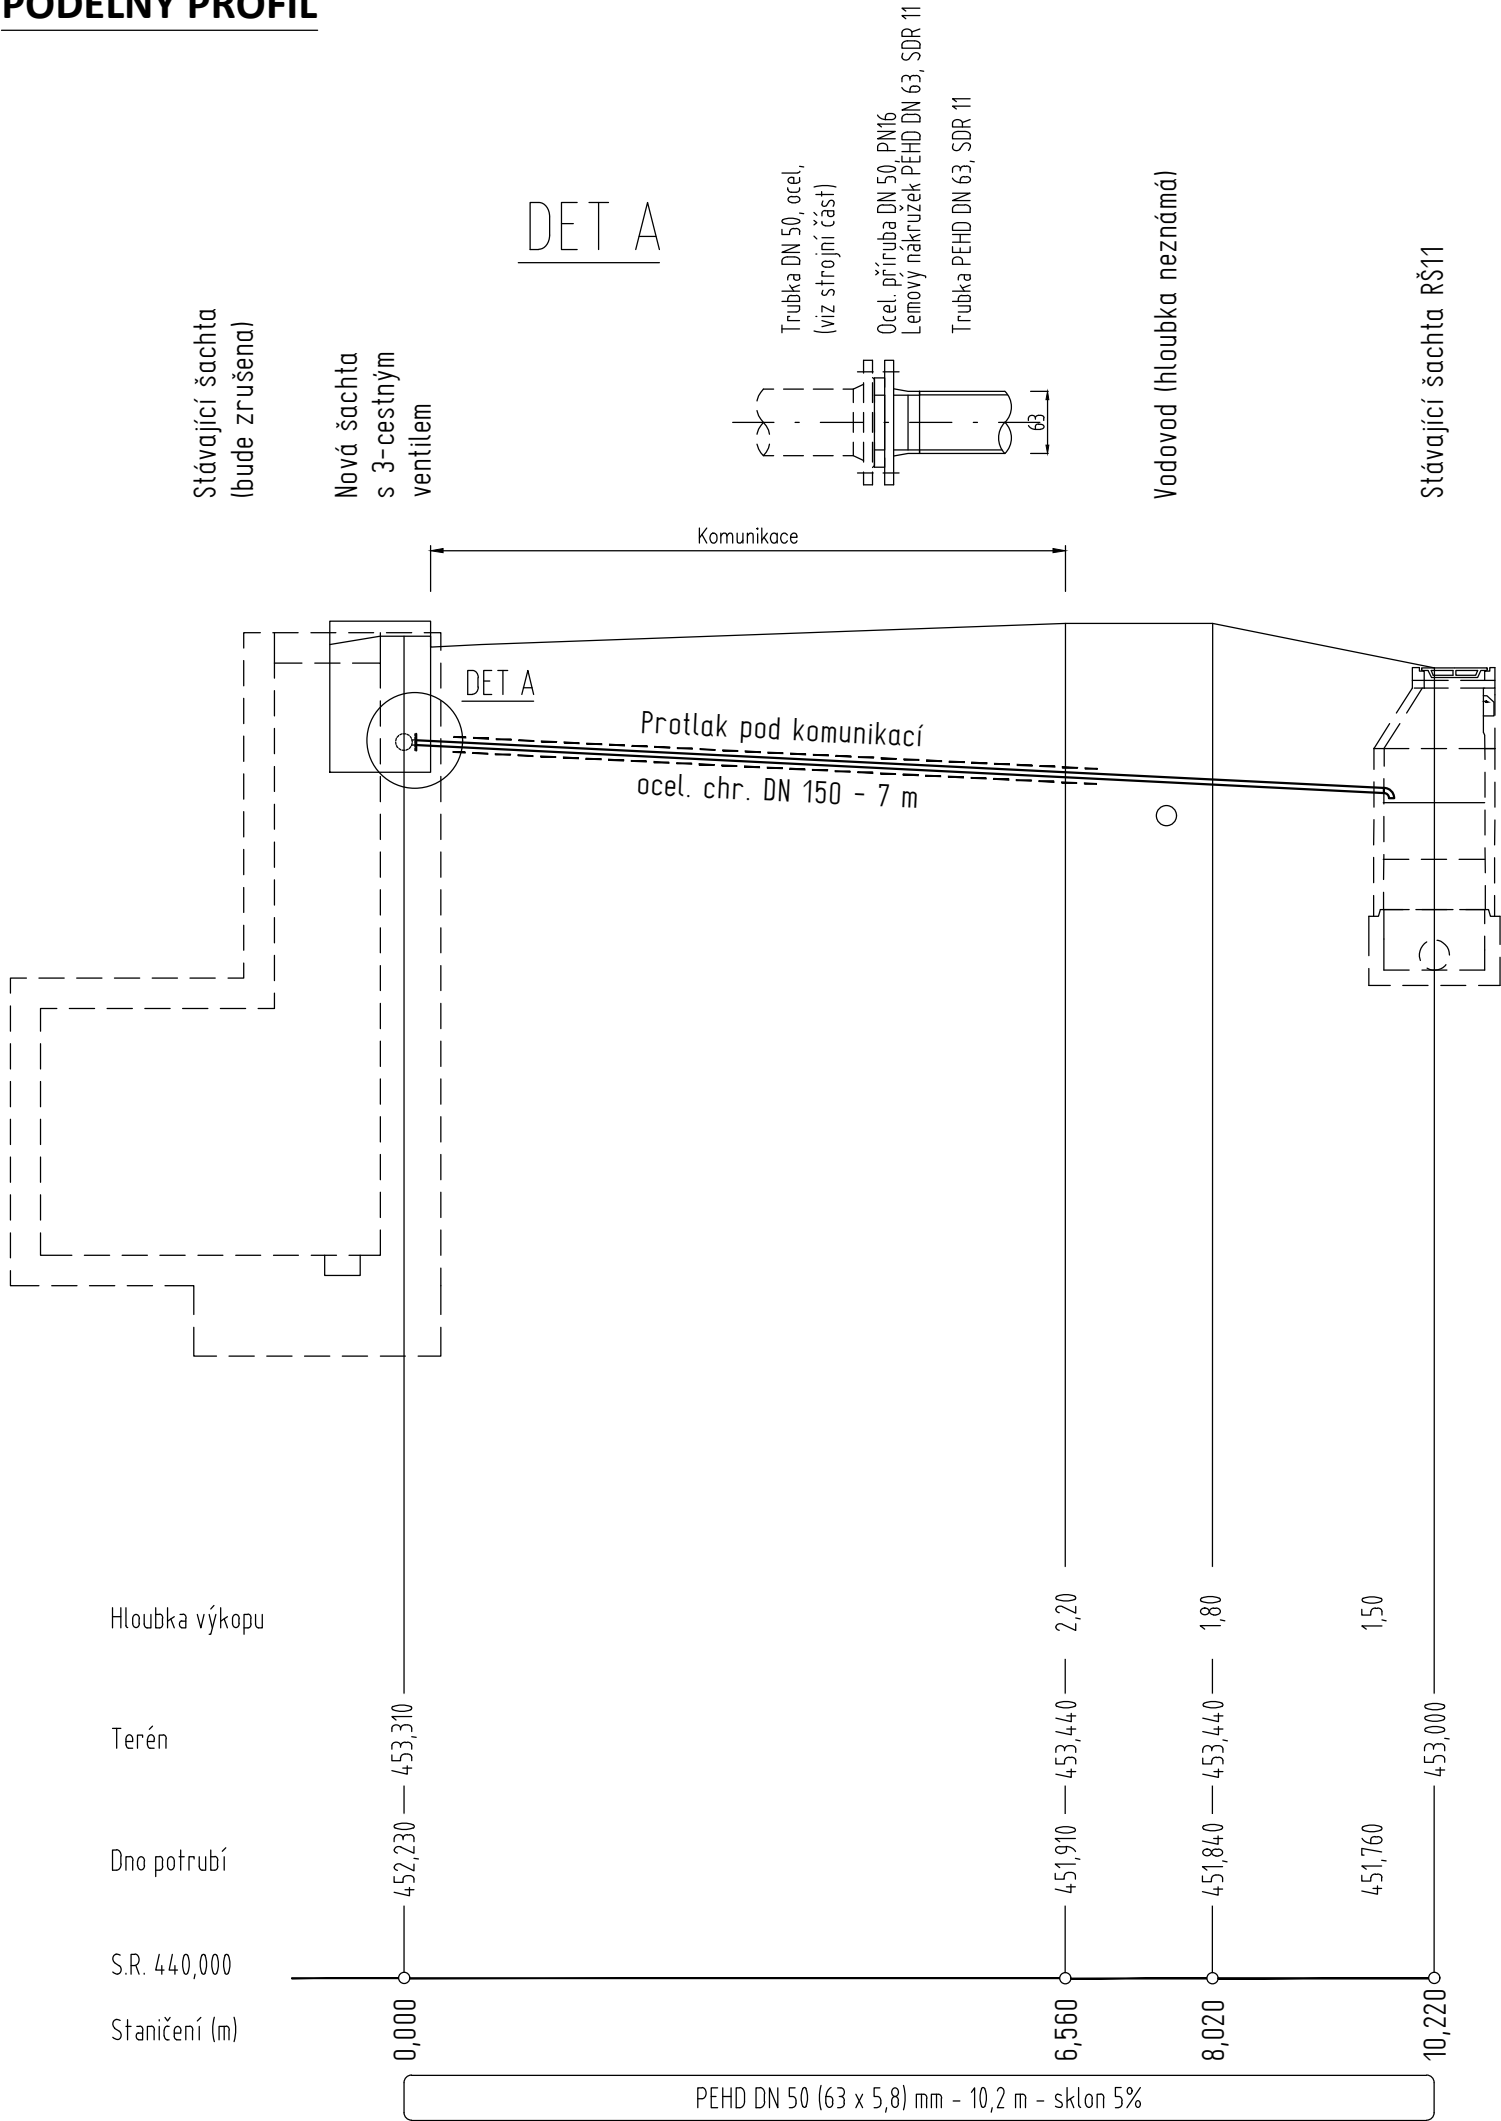 PODÉLNÝ PROFIL
DET A
Trubka DN 50, ocel,
(viz strojní část)
Ocel. příruba DN 50, PN16
Lemový nákružek PEHD DN 63, SDR 11
Trubka PEHD DN 63, SDR 11
63
Stávající šachta
(bude zrušena)
Nová šachta
s 3-cestným
ventilem
Vodovod (hloubka neznámá)
Stávající šachta RŠ11
Komunikace
DET A
Protlak pod komunikací
ocel. chr. DN 150 - 7 m
Hloubka výkopu
2,20
1,80
1,50
Terén
453,310
453,440
453,440
453,000
Dno potrubí
452,230
451,910
451,840
451,760
S.R. 440,000
Staničení (m)
0,000
6,560
8,020
10,220
PEHD DN 50 (63 x 5,8) mm - 10,2 m - sklon 5%